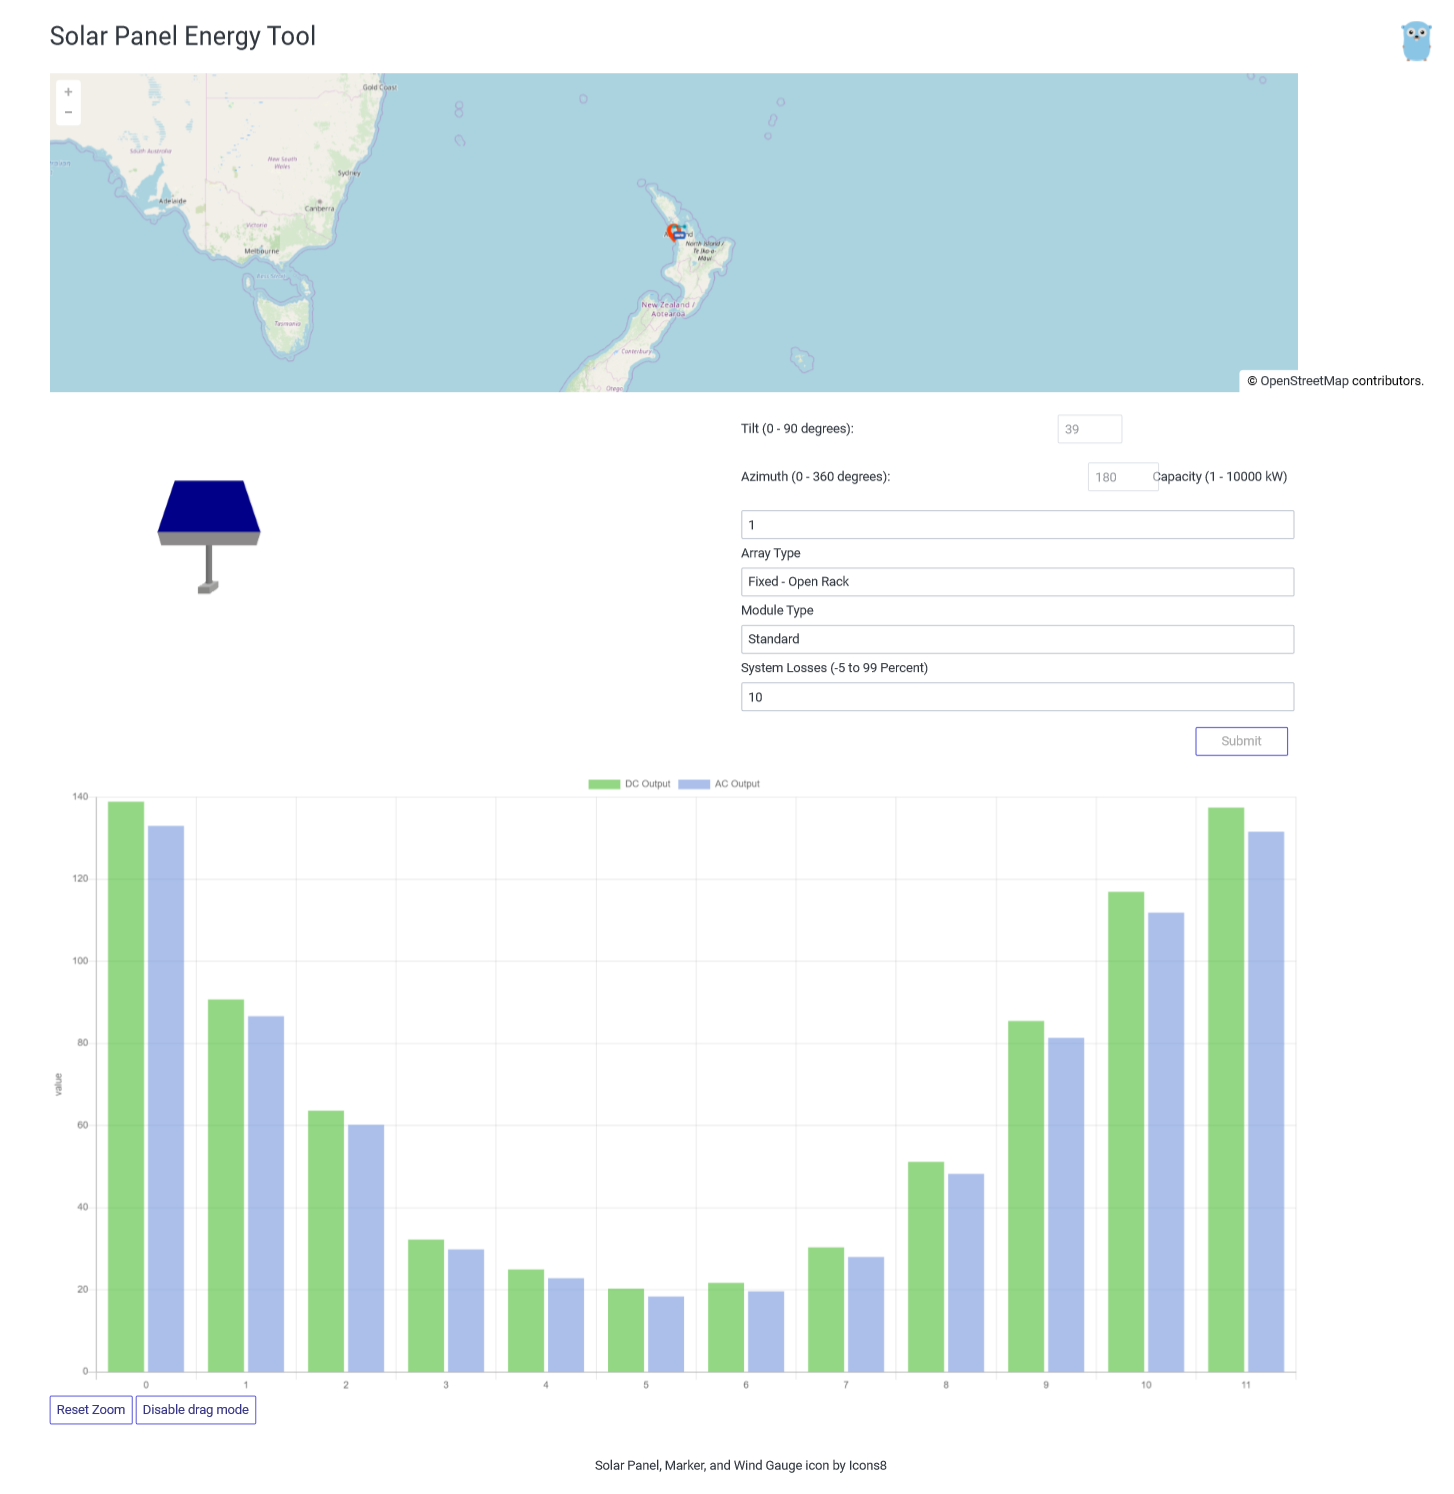 Solar Panel Energy Tool
+
−
Gold Coast
South Australia
New South
Wales
Sydney
Adelaide
Canberra
Victoria
Melbourne
Tasmania
North Island /
Te Ika-a-
Māui
New Zealand /
Aotearoa
Canterbury
Otago
© OpenStreetMap contributors.
Tilt (0 - 90 degrees):
39
Azimuth (0 - 360 degrees):
180
Capacity (1 - 10000 kW)
1
Array Type
Fixed - Open Rack
Module Type
Standard
System Losses (-5 to 99 Percent)
10
Submit
DC Output
AC Output
140
120
100
80
60
40
20
0
value
0 1 2 3 4 5 6 7 8 9 10 11
Reset Zoom
Disable drag mode
Solar Panel, Marker, and Wind Gauge icon by Icons8